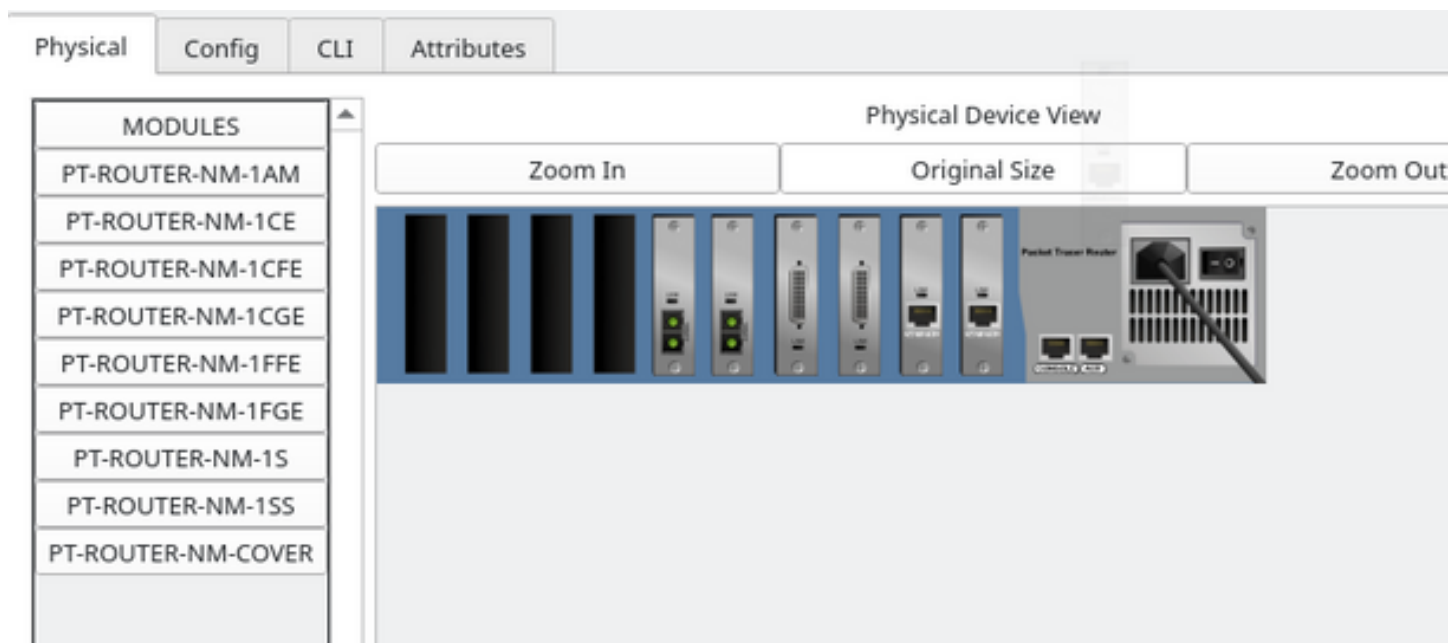 Physical
Config
CLI
Attributes
MODULES
PT-ROUTER-NM-1AM
PT-ROUTER-NM-1CE
PT-ROUTER-NM-1CFE
PT-ROUTER-NM-1CGE
PT-ROUTER-NM-1FFE
PT-ROUTER-NM-1FGE
PT-ROUTER-NM-1S
PT-ROUTER-NM-1SS
PT-ROUTER-NM-COVER
Physical Device View
Zoom In
Original Size
Zoom Out
Packet Tracer Router
CONSOLE
AUX